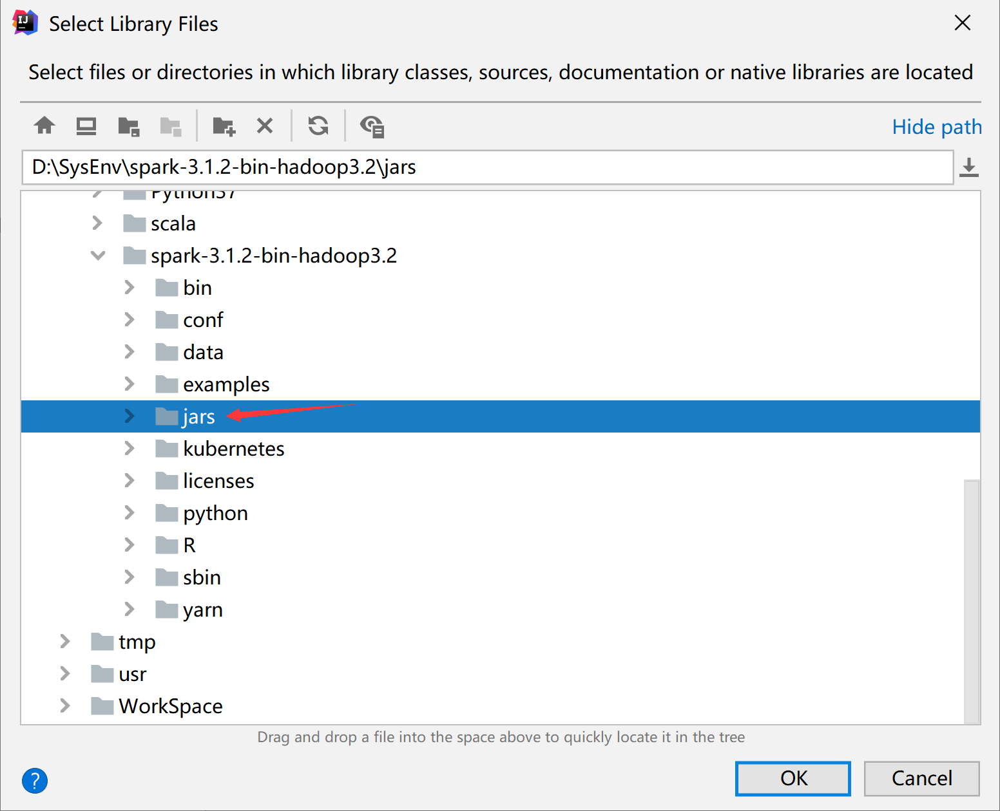 IJ
Select Library Files
Select files or directories in which library classes, sources, documentation or native libraries are located
Hide path
D:\SysEnv\spark-3.1.2-bin-hadoop3.2\jars
Python37
scala
spark-3.1.2-bin-hadoop3.2
bin
conf
data
examples
jars
kubernetes
licenses
python
R
sbin
yarn
tmp
usr
WorkSpace
Drag and drop a file into the space above to quickly locate it in the tree
?
OK
Cancel